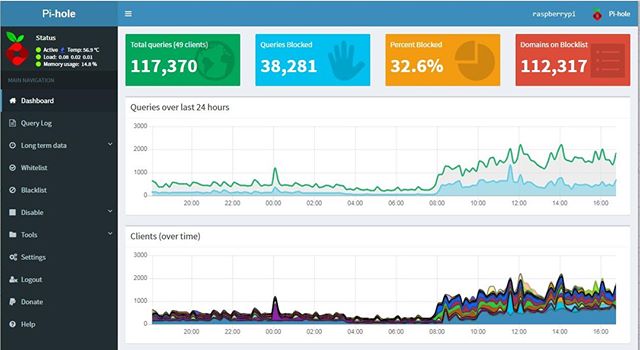 Pi-hole
raspberrypi
Pi-hole
Status
Active Temp: 56.9 °C
Load: 0.08 0.02 0.01
Memory usage: 14.8 %
MAIN NAVIGATION
Dashboard
Query Log
Long term data
Whitelist
Blacklist
Disable
Tools
Settings
Logout
Donate
Help
Total queries (49 clients)
117,370
Queries Blocked
38,281
Percent Blocked
32.6%
Domains on Blocklist
112,317
Queries over last 24 hours
3000
2000
1000
0
20:00 22:00 00:00 02:00 04:00 06:00 08:00 10:00 12:00 14:00 16:00
Clients (over time)
3000
2000
1000
0
20:00 22:00 00:00 02:00 04:00 06:00 08:00 10:00 12:00 14:00 16:00